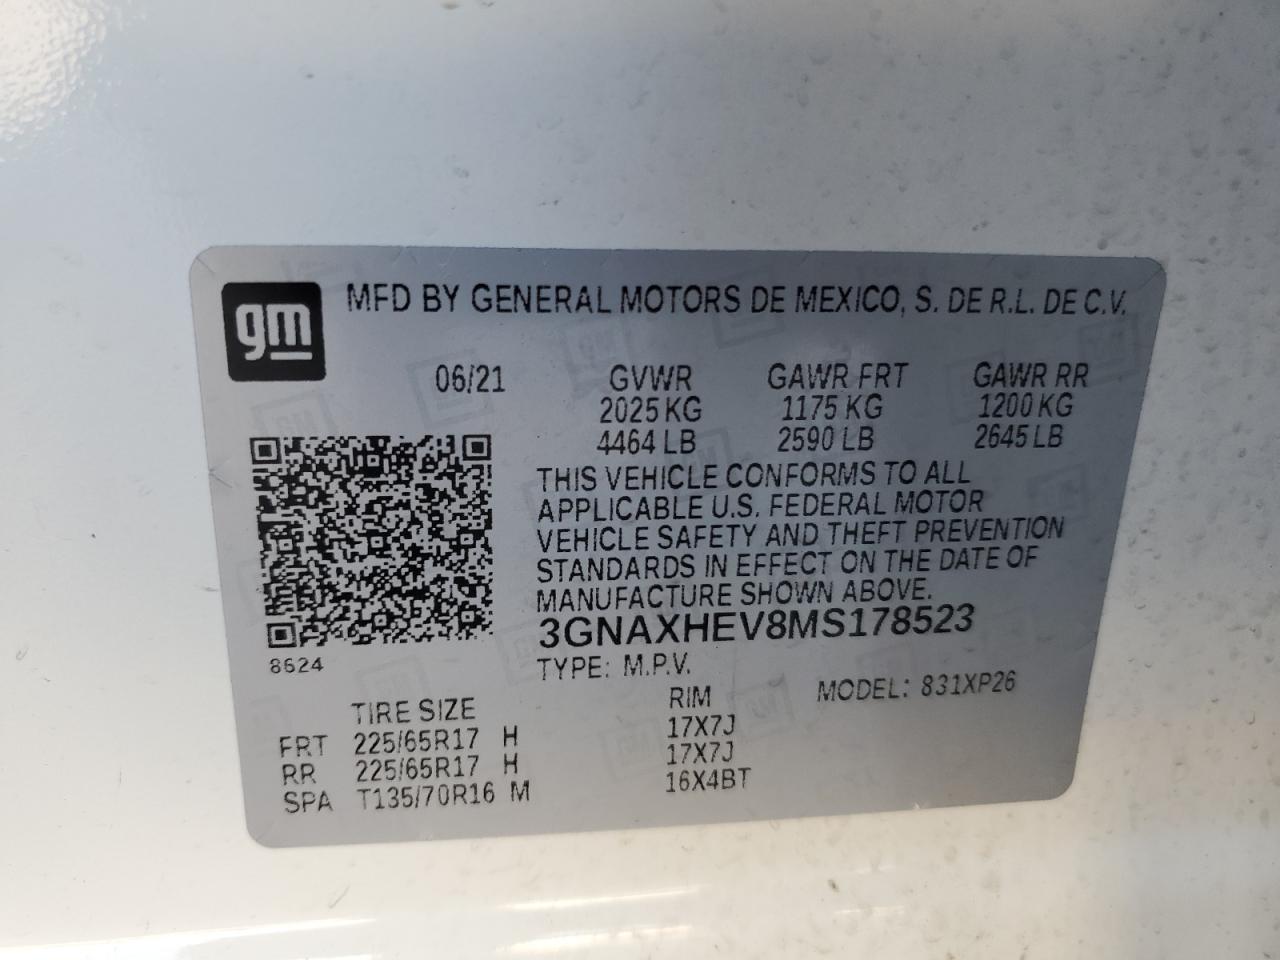 gm
MFD BY GENERAL MOTORS DE MEXICO, S. DE R.L. DE C.V.
06/21 GVWR GAWR FRT GAWR RR
2025 KG 1175 KG 1200 KG
4464 LB 2590 LB 2645 LB
THIS VEHICLE CONFORMS TO ALL
APPLICABLE U.S. FEDERAL MOTOR
VEHICLE SAFETY AND THEFT PREVENTION
STANDARDS IN EFFECT ON THE DATE OF
MANUFACTURE SHOWN ABOVE.
3GNAXHEV8MS178523
8624
TYPE: M.P.V.
TIRE SIZE RIM MODEL: 831XP26
FRT 225/65R17 H 17X7J
RR 225/65R17 H 17X7J
SPA T135/70R16 M 16X4BT